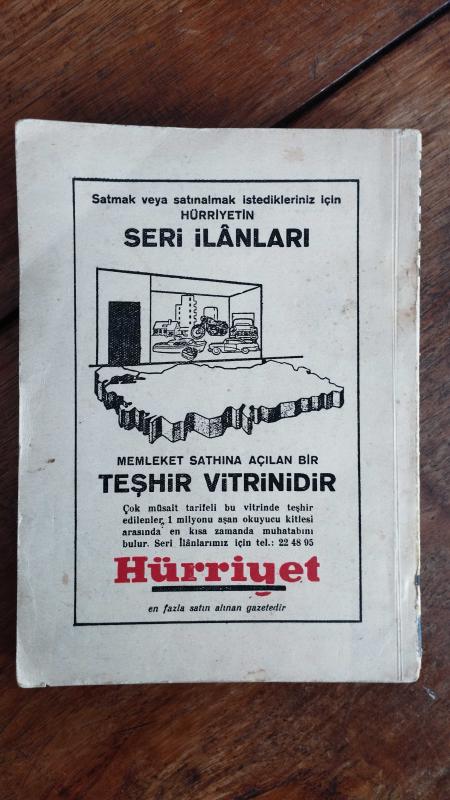 Satmak veya satınalmak istedikleriniz için
HÜRRİYETİN
SERİ İLÂNLARI
MEMLEKET SATHINA AÇILAN BİR
TEŞHİR VİTRİNİDİR
Çok müsait tarifeli bu vitrinde teşhir
edilenler, 1 milyonu aşan okuyucu kitlesi
arasında en kısa zamanda muhatabını
bulur. Seri İlânlarımız için tel.: 22 48 95
Hürriyet
en fazla satın alınan gazetedir